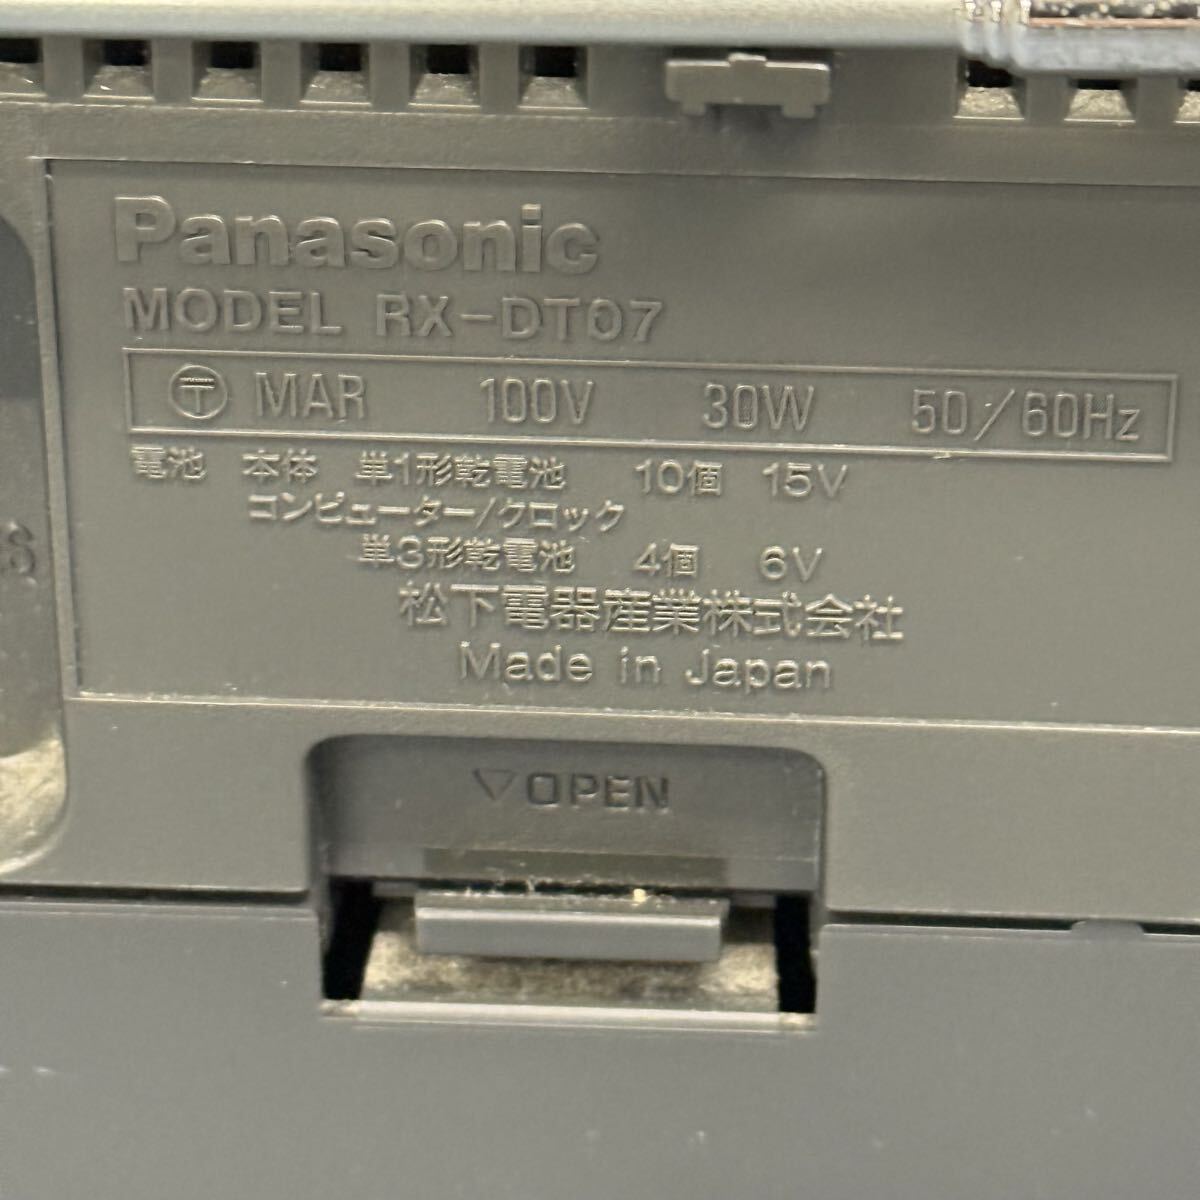 Panasonic
MODEL RX-DT07
〒 MAR 100V 30W 50/60Hz
電池 本体 単1形乾電池 10個 15V
コンピューター/クロック
単3形乾電池 4個 6V
松下電器産業株式会社
Made in Japan
▽OPEN